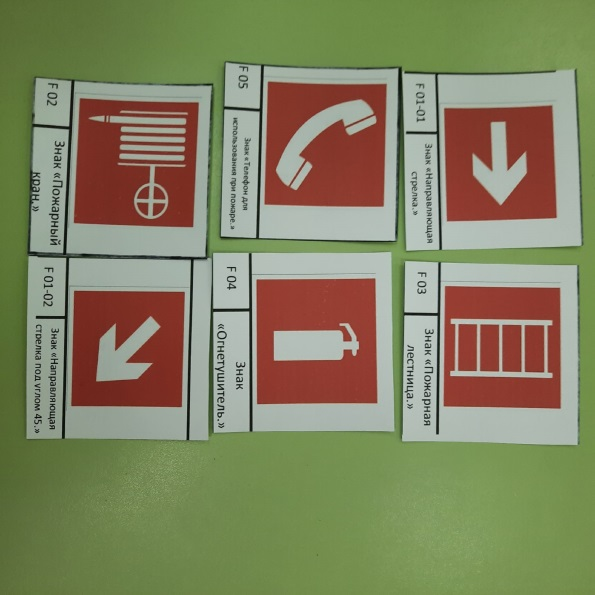 F 02
Знак «Пожарный
кран.»
F 05
Знак «Телефон для
использования при пожаре.»
F 01-01
Знак «Направляющая
стрелка.»
F 01-02
Знак «Направляющая
стрелка под углом 45.»
F 04
Знак
«Огнетушитель.»
F 03
Знак «Пожарная
лестница.»